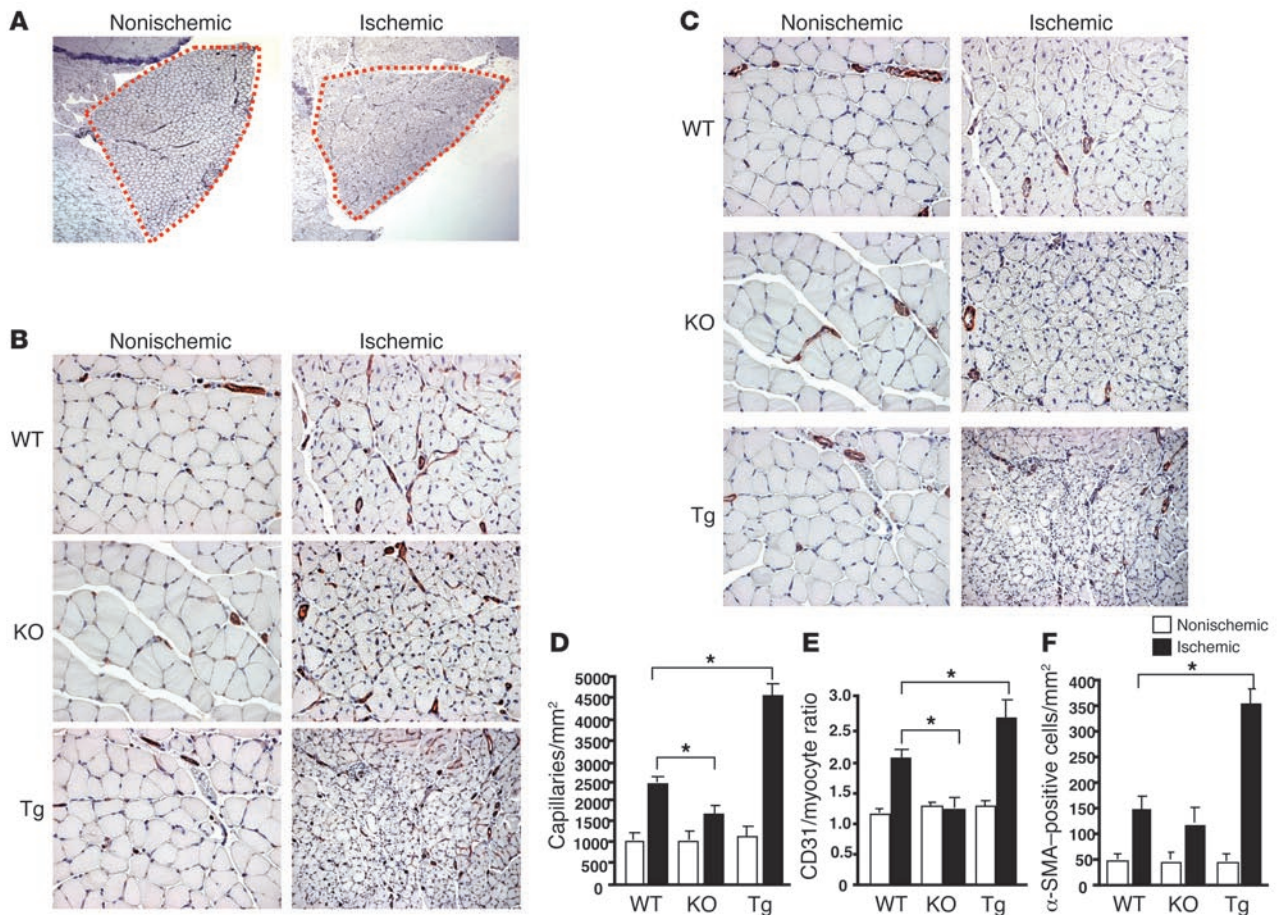 A
Nonischemic
Ischemic
B
Nonischemic
Ischemic
WT
KO
Tg
C
Nonischemic
Ischemic
WT
KO
Tg
D
Capillaries/mm²
5000
4500
4000
3500
3000
2500
2000
1500
1000
500
0
*
*
WT KO Tg
E
CD31/myocyte ratio
3.0
2.5
2.0
1.5
1.0
0.5
0
*
*
WT KO Tg
F
Nonischemic
Ischemic
α-SMA–positive cells/mm²
400
350
300
250
200
150
100
50
0
*
WT KO Tg